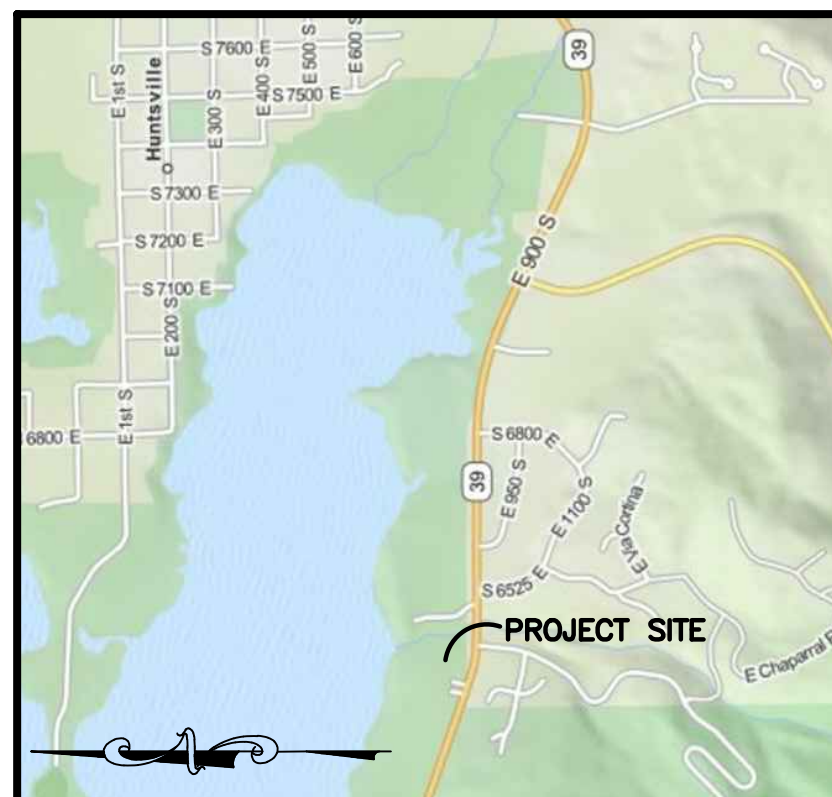 39
S 7600 E
E 500 S
E 600 S
E 1st S
Huntsville
E 400 S
S 7500 E
E 300 S
S 7300 E
S 7200 E
E 900 S
S 7100 E
E 200 S
E 1st S
6800 E
S 6800 E
39
E 950 S
E 1100 S
E Via Cortina
S 6525 E
PROJECT SITE
E Chaparral